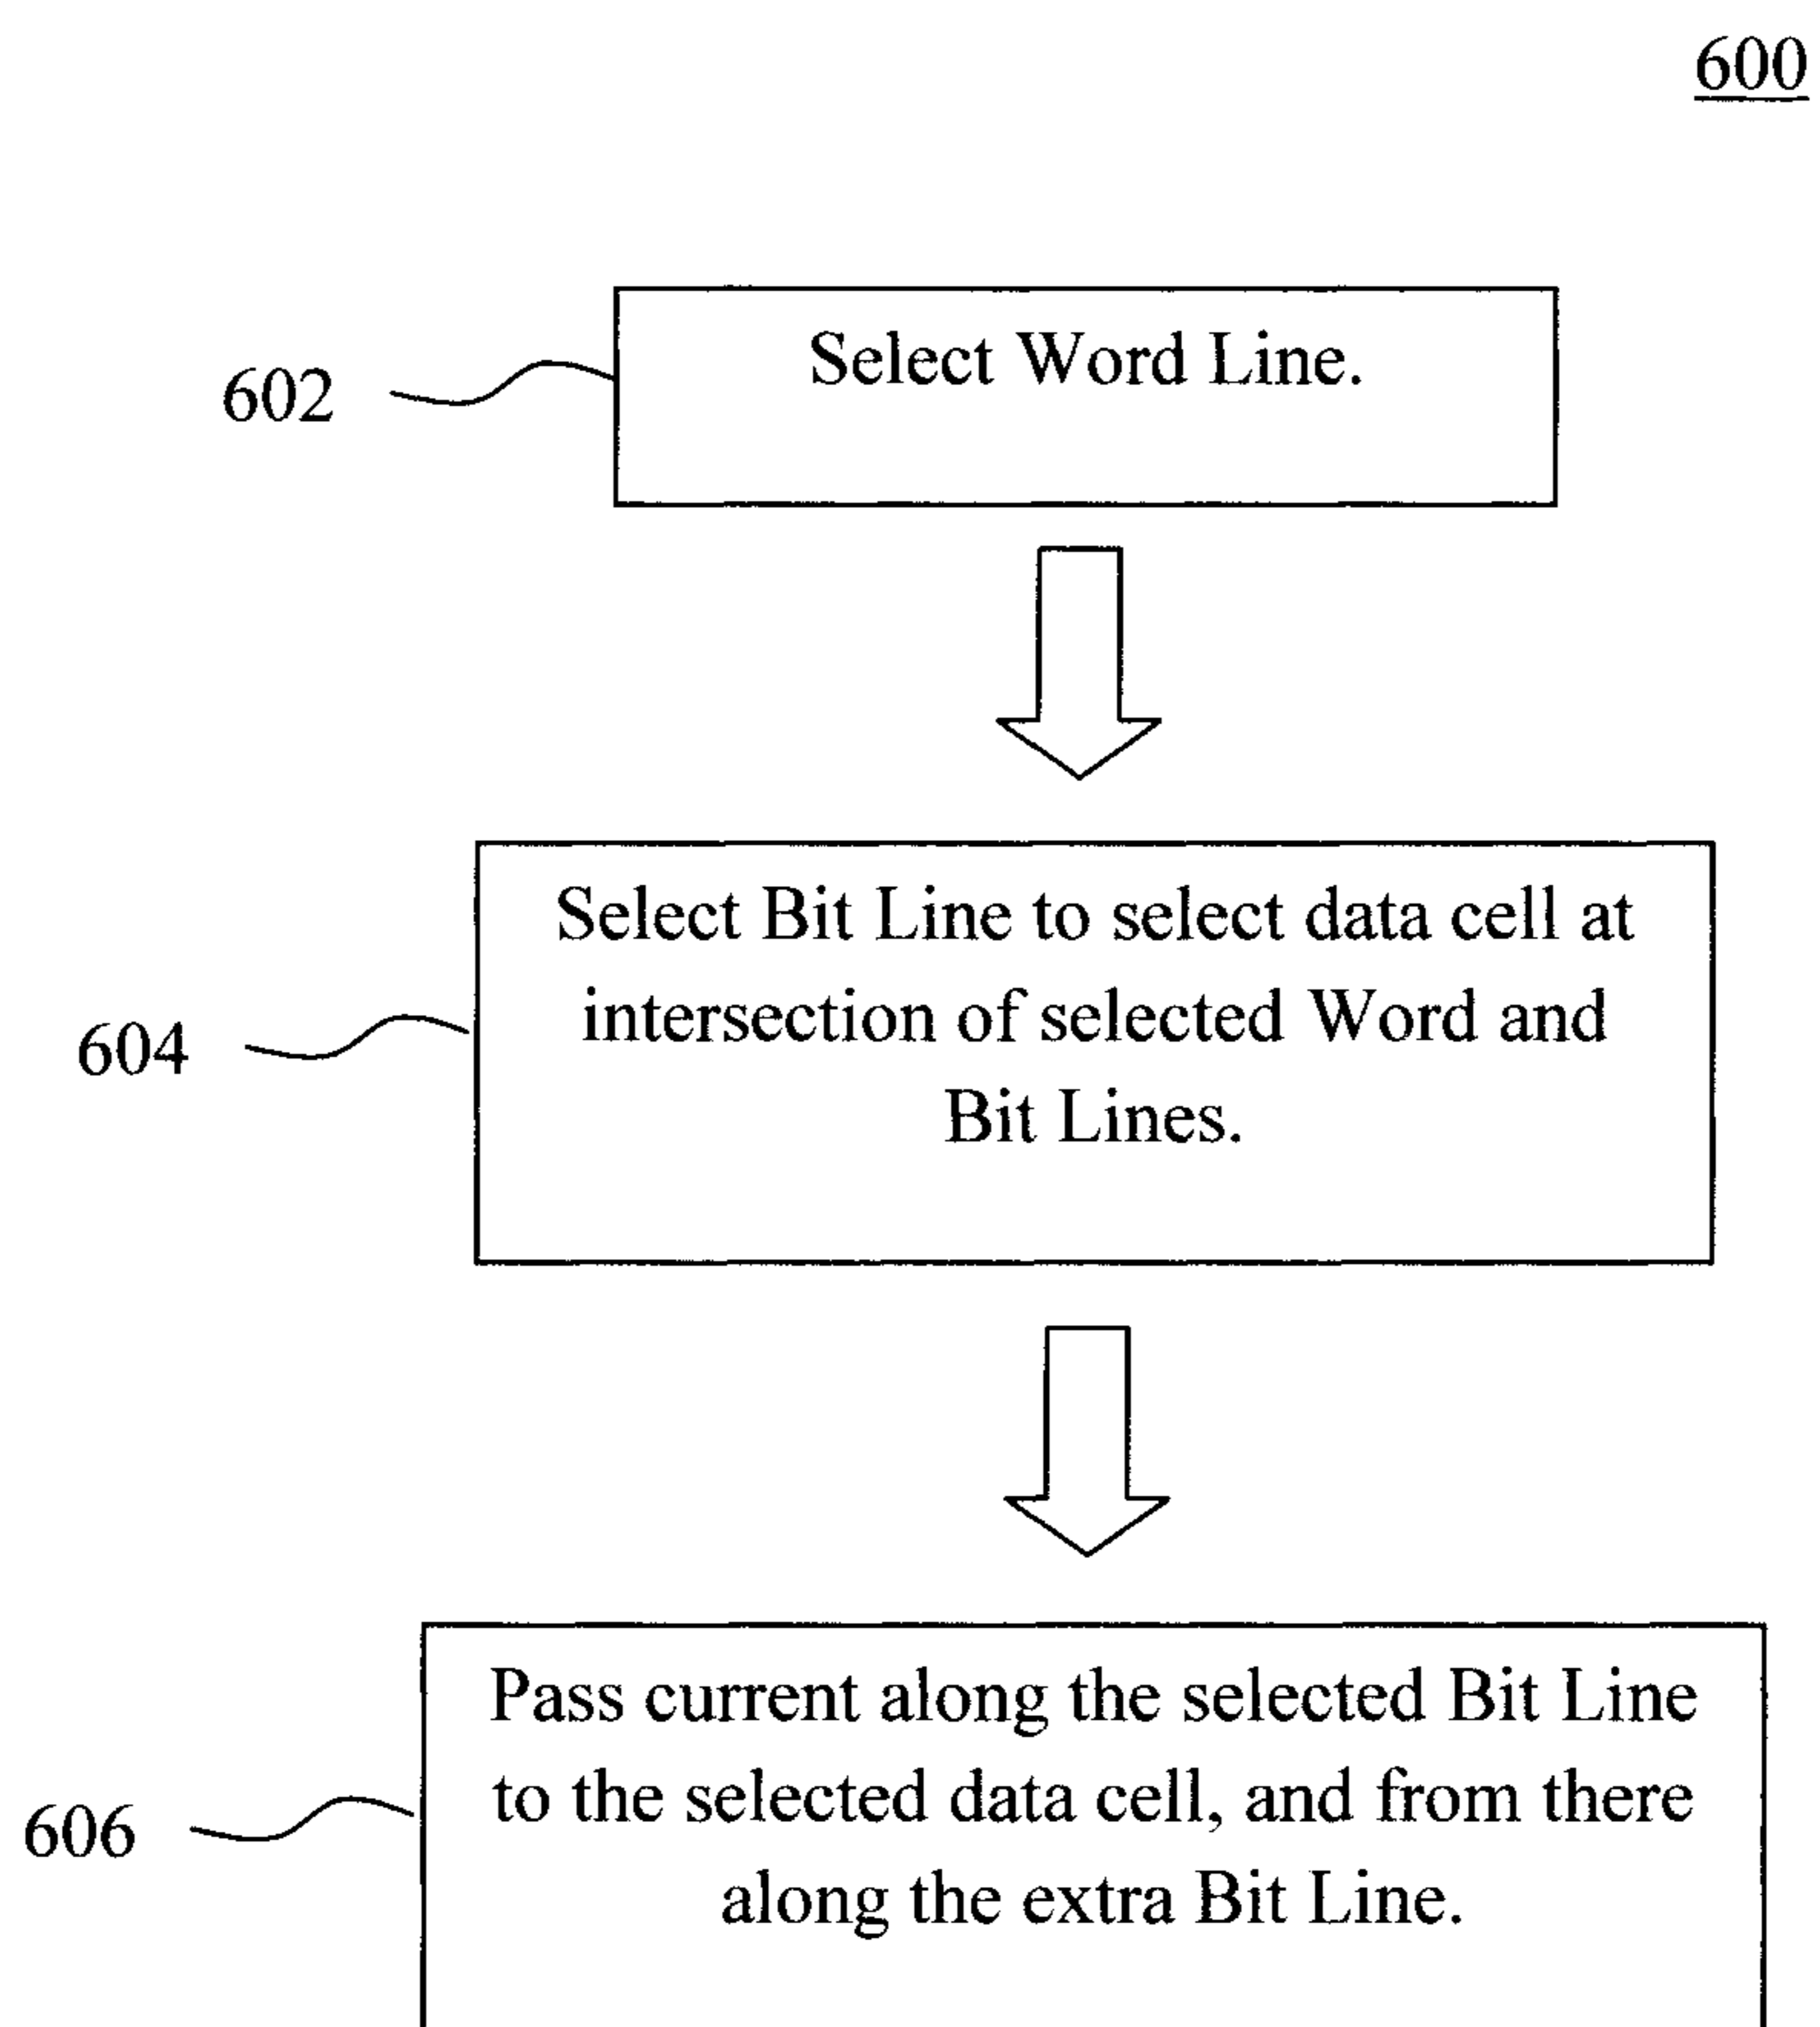 600
602
Select Word Line.
604
Select Bit Line to select data cell at
intersection of selected Word and
Bit Lines.
606
Pass current along the selected Bit Line
to the selected data cell, and from there
along the extra Bit Line.